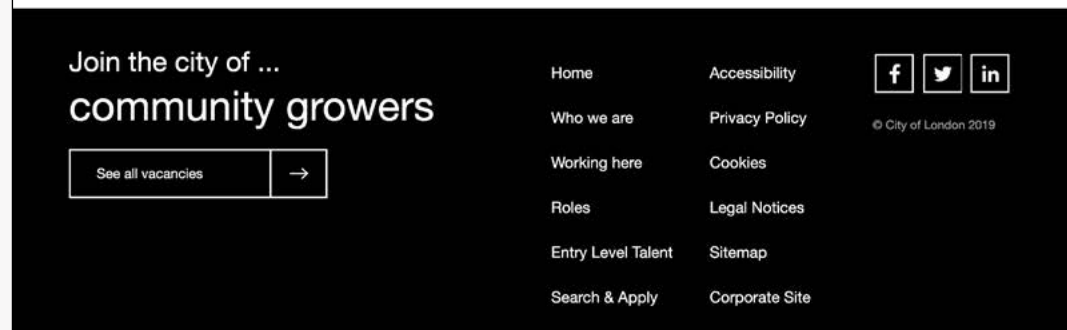 Join the city of ...
community growers
See all vacancies
Home
Who we are
Working here
Roles
Entry Level Talent
Search & Apply
Accessibility
Privacy Policy
Cookies
Legal Notices
Sitemap
Corporate Site
f
in
© City of London 2019